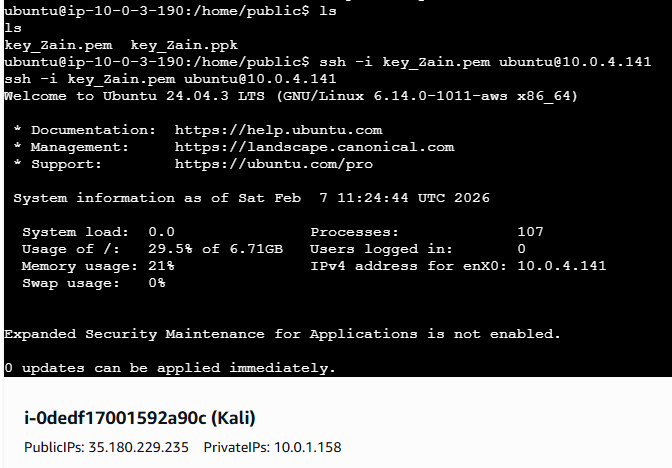 ubuntu@ip-10-0-3-190:/home/public$ ls
ls
key_Zain.pem  key_Zain.ppk
ubuntu@ip-10-0-3-190:/home/public$ ssh -i key_Zain.pem ubuntu@10.0.4.141
ssh -i key_Zain.pem ubuntu@10.0.4.141
Welcome to Ubuntu 24.04.3 LTS (GNU/Linux 6.14.0-1011-aws x86_64)
* Documentation:  https://help.ubuntu.com
* Management:     https://landscape.canonical.com
* Support:        https://ubuntu.com/pro
System information as of Sat Feb  7 11:24:44 UTC 2026
System load:  0.0                Processes:             107
Usage of /:   29.5% of 6.71GB   Users logged in:       0
Memory usage: 21%                IPv4 address for enX0: 10.0.4.141
Swap usage:   0%
Expanded Security Maintenance for Applications is not enabled.
0 updates can be applied immediately.
i-0dedf17001592a90c (Kali)
PublicIPs: 35.180.229.235    PrivateIPs: 10.0.1.158